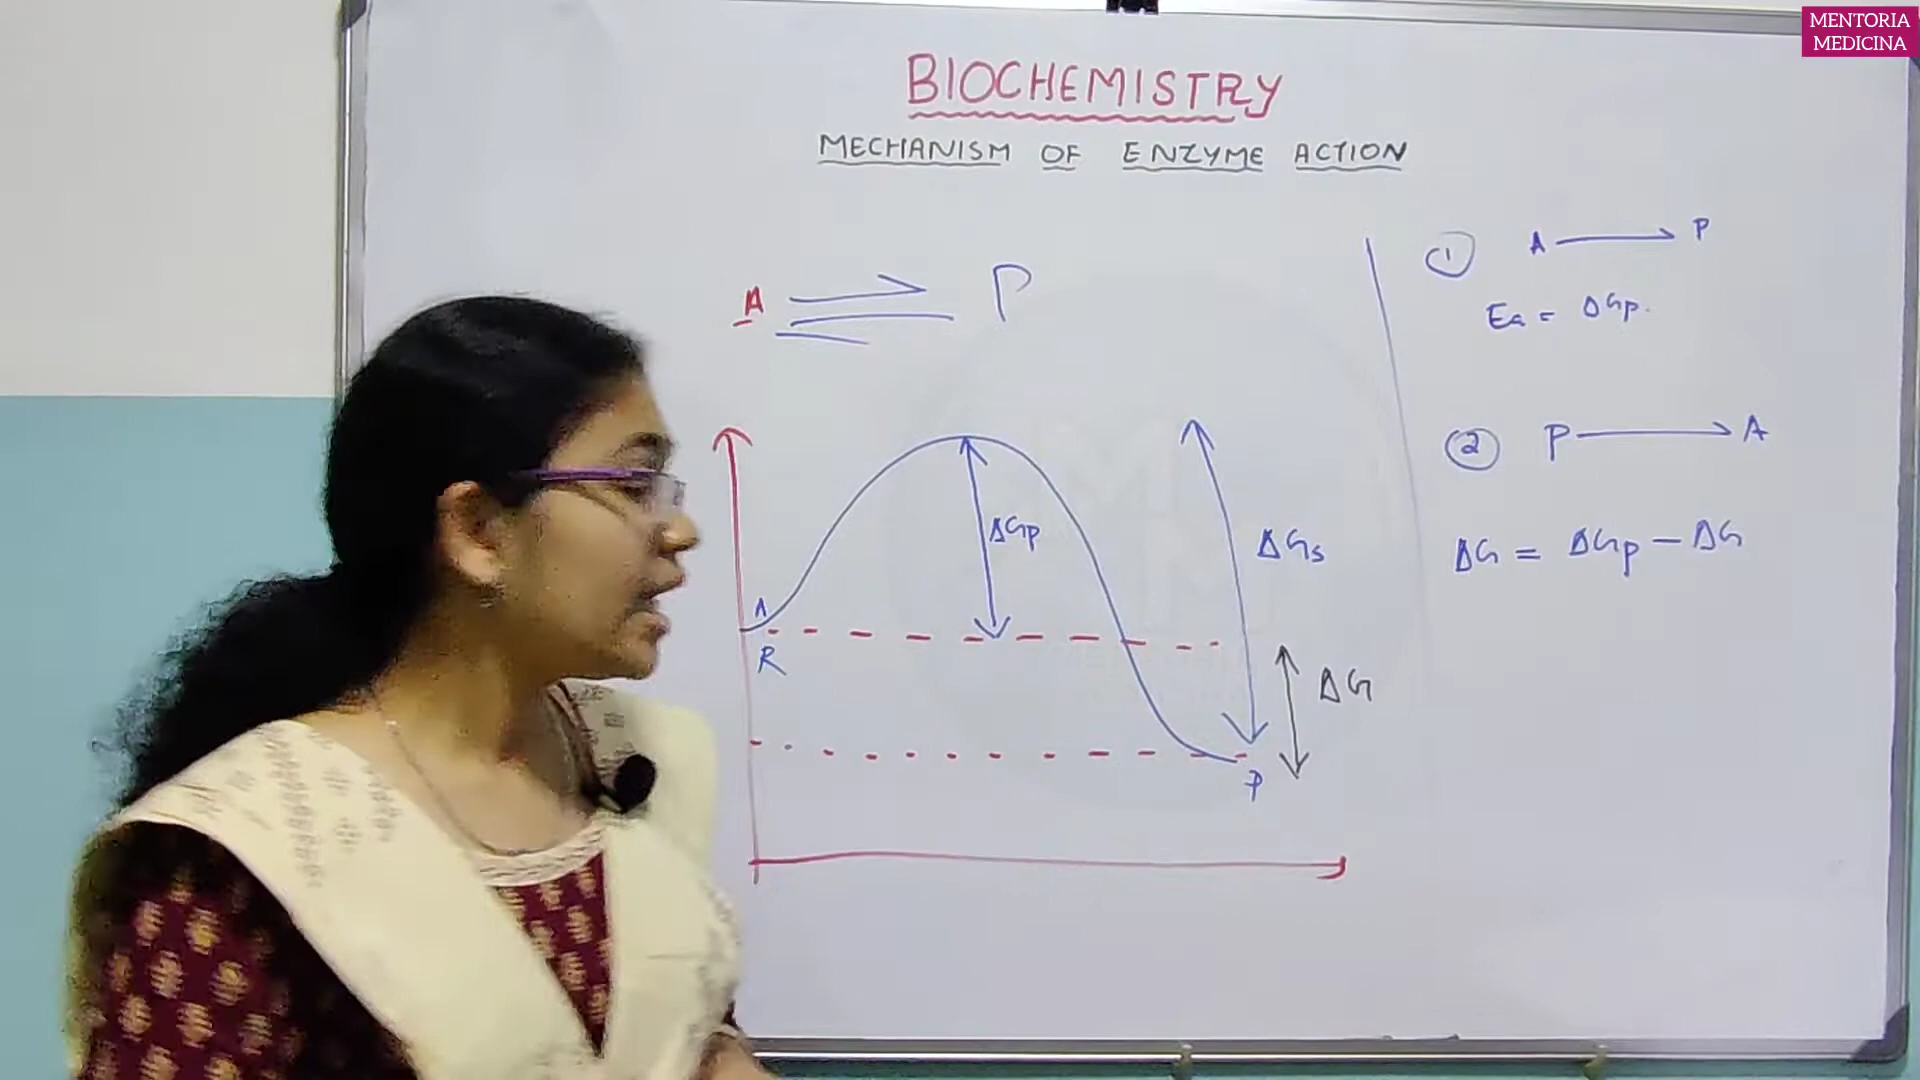 MENTORIA
MEDICINA
BIOCHEMISTRY
MECHANISM OF ENZYME ACTION
A ⇌ P
① A → P
Ea = ΔGp.
② P → A
ΔG = ΔGp - ΔG
ΔGp
ΔGs
A
R
ΔG
P